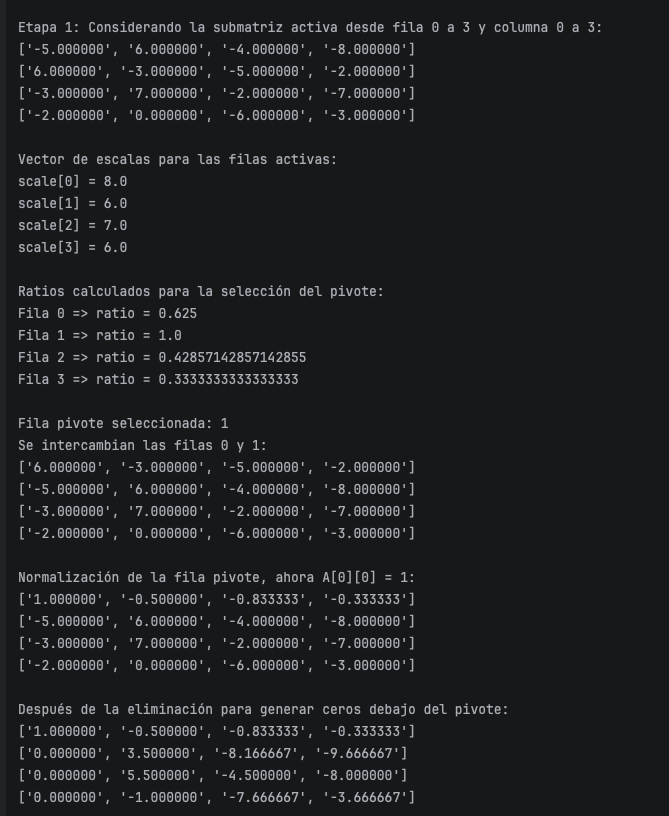 Etapa 1: Considerando la submatriz activa desde fila 0 a 3 y columna 0 a 3:
['-5.000000', '6.000000', '-4.000000', '-8.000000']
['6.000000', '-3.000000', '-5.000000', '-2.000000']
['-3.000000', '7.000000', '-2.000000', '-7.000000']
['-2.000000', '0.000000', '-6.000000', '-3.000000']
Vector de escalas para las filas activas:
scale[0] = 8.0
scale[1] = 6.0
scale[2] = 7.0
scale[3] = 6.0
Ratios calculados para la selección del pivote:
Fila 0 => ratio = 0.625
Fila 1 => ratio = 1.0
Fila 2 => ratio = 0.42857142857142855
Fila 3 => ratio = 0.3333333333333333
Fila pivote seleccionada: 1
Se intercambian las filas 0 y 1:
['6.000000', '-3.000000', '-5.000000', '-2.000000']
['-5.000000', '6.000000', '-4.000000', '-8.000000']
['-3.000000', '7.000000', '-2.000000', '-7.000000']
['-2.000000', '0.000000', '-6.000000', '-3.000000']
Normalización de la fila pivote, ahora A[0][0] = 1:
['1.000000', '-0.500000', '-0.833333', '-0.333333']
['-5.000000', '6.000000', '-4.000000', '-8.000000']
['-3.000000', '7.000000', '-2.000000', '-7.000000']
['-2.000000', '0.000000', '-6.000000', '-3.000000']
Después de la eliminación para generar ceros debajo del pivote:
['1.000000', '-0.500000', '-0.833333', '-0.333333']
['0.000000', '3.500000', '-8.166667', '-9.666667']
['0.000000', '5.500000', '-4.500000', '-8.000000']
['0.000000', '-1.000000', '-7.666667', '-3.666667']